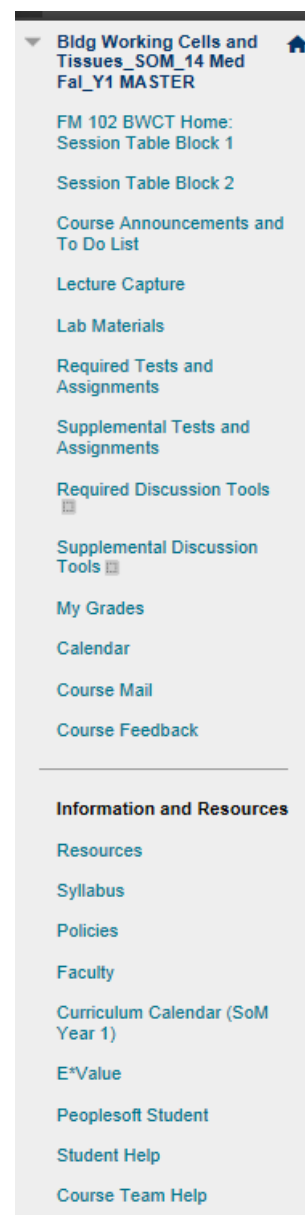 Bldg Working Cells and
Tissues_SOM_14 Med
Fal_Y1 MASTER
FM 102 BWCT Home:
Session Table Block 1
Session Table Block 2
Course Announcements and
To Do List
Lecture Capture
Lab Materials
Required Tests and
Assignments
Supplemental Tests and
Assignments
Required Discussion Tools
Supplemental Discussion
Tools
My Grades
Calendar
Course Mail
Course Feedback
Information and Resources
Resources
Syllabus
Policies
Faculty
Curriculum Calendar (SoM
Year 1)
E*Value
Peoplesoft Student
Student Help
Course Team Help